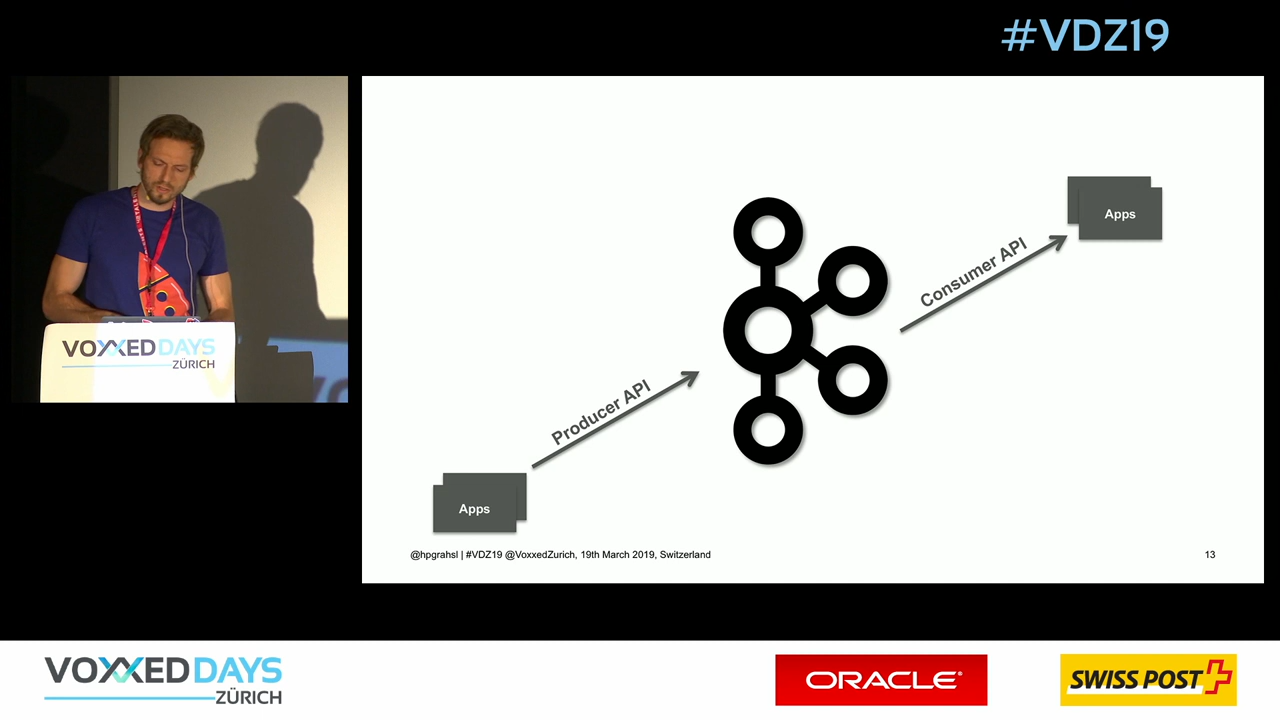 #VDZ19
Apps
Consumer API
Producer API
Apps
@hpgrahsl | #VDZ19 @VoxxedZurich, 19th March 2019, Switzerland
13
VOXXED DAYS
ZÜRICH
VOXXED DAYS
ZÜRICH
ORACLE
SWISS POST